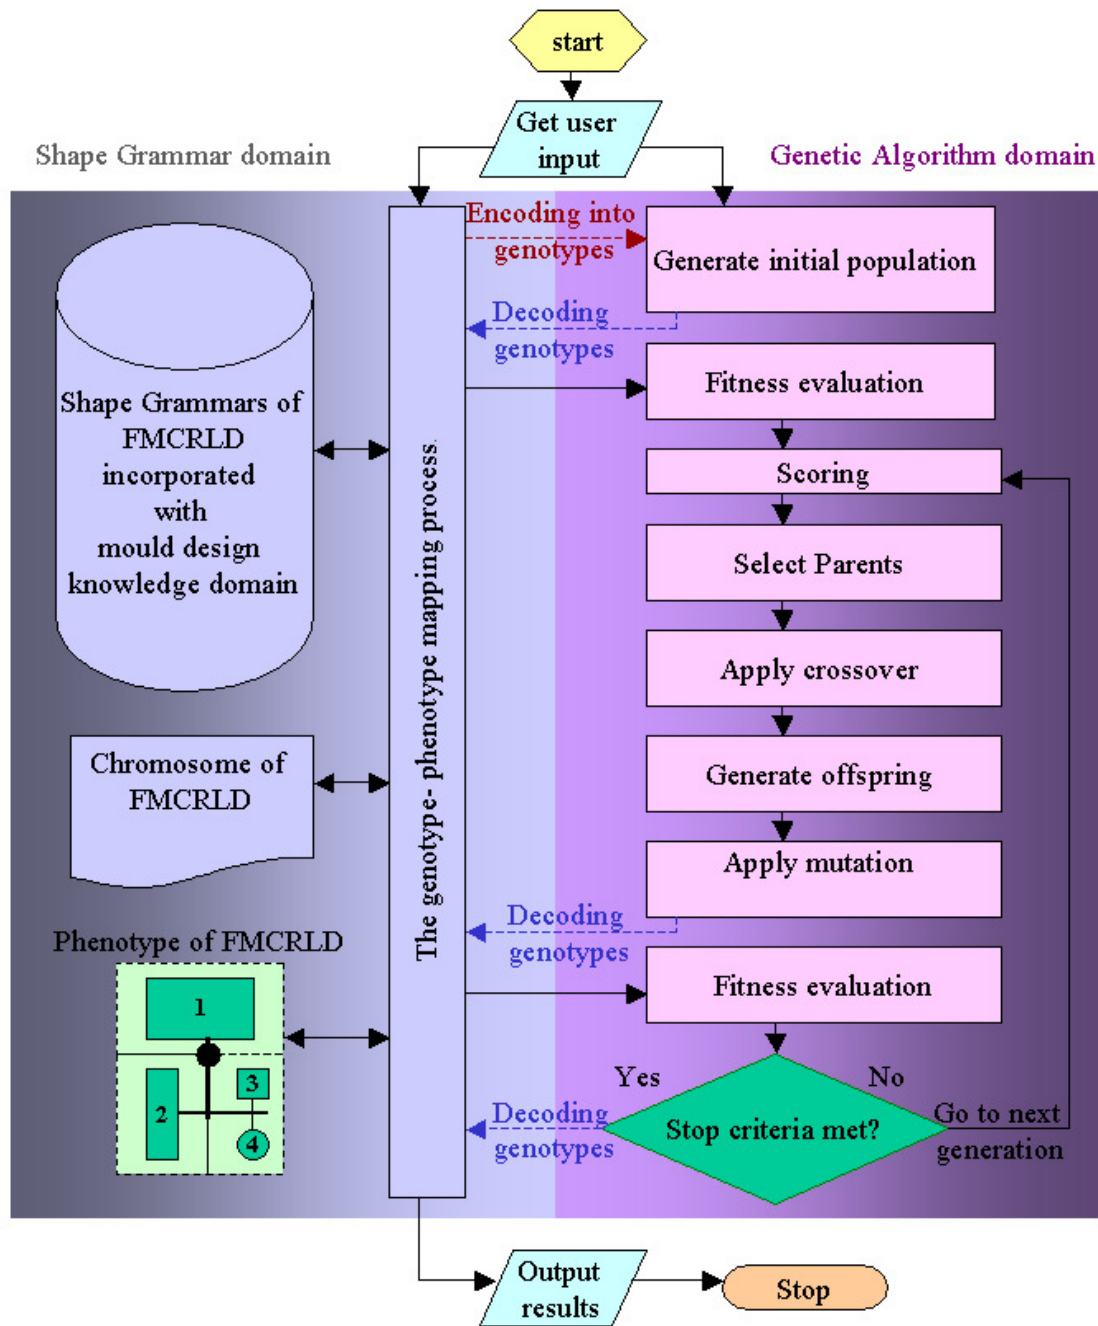 start
Get user
input
Shape Grammar domain
Genetic Algorithm domain
Encoding into
genotypes
Generate initial population
Decoding
genotypes
Fitness evaluation
Shape Grammars of
FMCRLD
incorporated
with
mould design
knowledge domain
The genotype- phenotype mapping process.
Scoring
Select Parents
Apply crossover
Chromosome of
FMCRLD
Generate offspring
Apply mutation
Decoding
genotypes
Phenotype of FMCRLD
1
2
3
4
Fitness evaluation
Yes
No
Decoding
genotypes
Stop criteria met?
Go to next
generation
Output
results
Stop